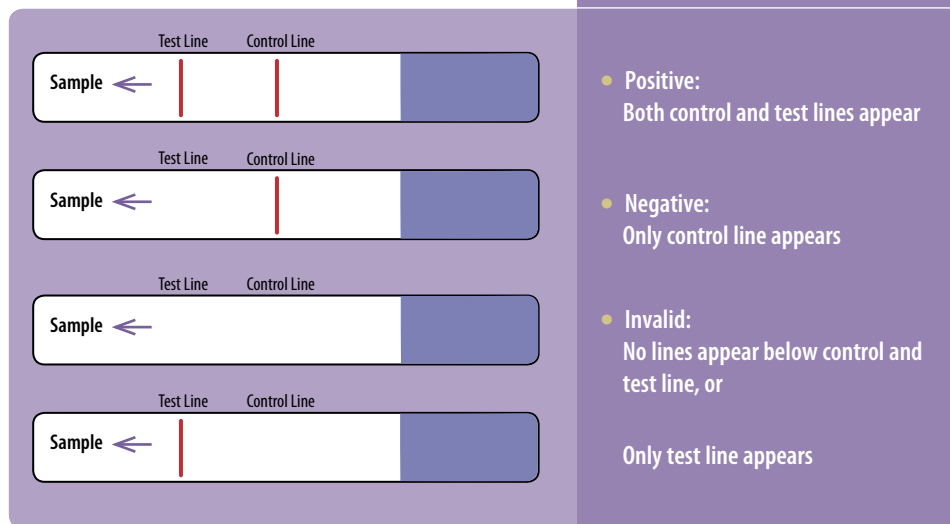 Test Line Control Line
Sample
Test Line Control Line
Sample
Test Line Control Line
Sample
Test Line Control Line
Sample
• Positive:
Both control and test lines appear
• Negative:
Only control line appears
• Invalid:
No lines appear below control and
test line, or
Only test line appears